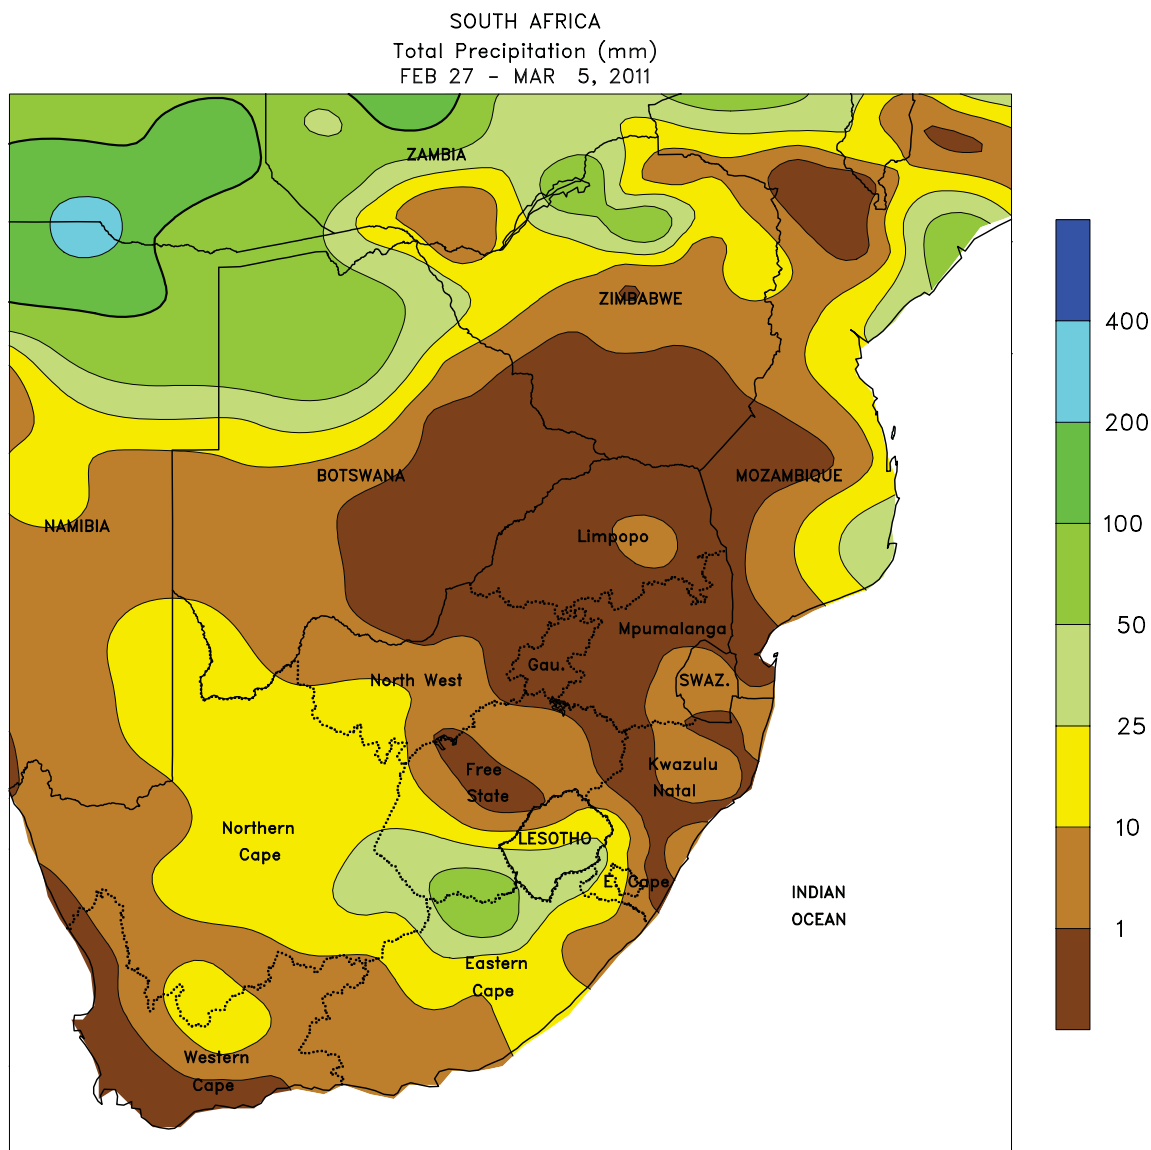 SOUTH AFRICA
Total Precipitation (mm)
FEB 27 - MAR 5, 2011
ZAMBIA
ZIMBABWE
400
200
BOTSWANA
MOZAMBIQUE
NAMIBIA
100
Limpopo
50
Mpumalanga
Gau.
North West
SWAZ.
25
Kwazulu
Natal
Free
State
Northern
Cape
10
LESOTHO
E. Cape
INDIAN
OCEAN
1
Eastern
Cape
Western
Cape